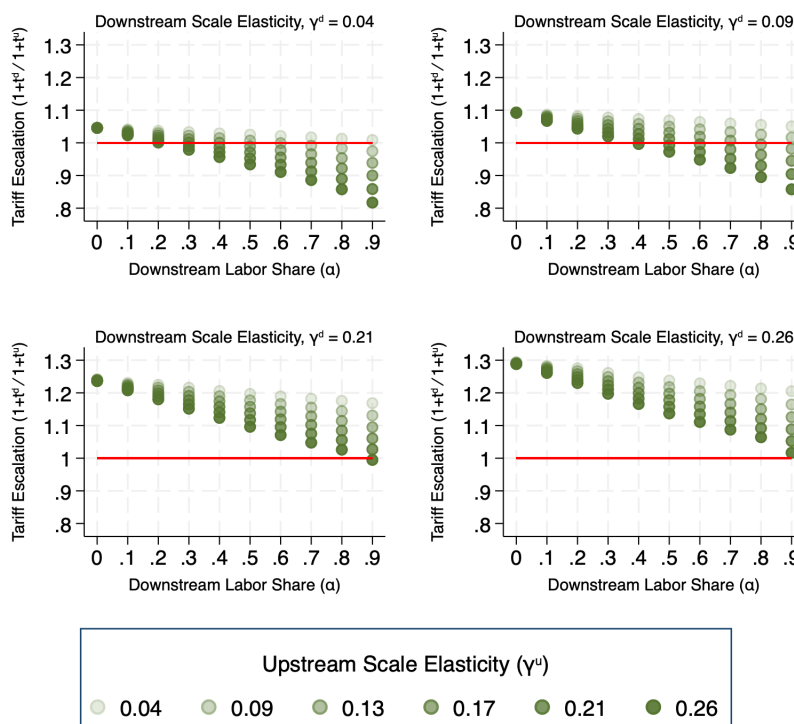 Downstream Scale Elasticity, γᵈ = 0.04
Tariff Escalation (1+tᵈ / 1+tᵘ)
1.3
1.2
1.1
1
.9
.8
0 .1 .2 .3 .4 .5 .6 .7 .8 .9
Downstream Labor Share (α)
Downstream Scale Elasticity, γᵈ = 0.09
Tariff Escalation (1+tᵈ / 1+tᵘ)
1.3
1.2
1.1
1
.9
.8
0 .1 .2 .3 .4 .5 .6 .7 .8 .9
Downstream Labor Share (α)
Downstream Scale Elasticity, γᵈ = 0.21
Tariff Escalation (1+tᵈ / 1+tᵘ)
1.3
1.2
1.1
1
.9
.8
0 .1 .2 .3 .4 .5 .6 .7 .8 .9
Downstream Labor Share (α)
Downstream Scale Elasticity, γᵈ = 0.26
Tariff Escalation (1+tᵈ / 1+tᵘ)
1.3
1.2
1.1
1
.9
.8
0 .1 .2 .3 .4 .5 .6 .7 .8 .9
Downstream Labor Share (α)
Upstream Scale Elasticity (γᵘ)
0.04 0.09 0.13 0.17 0.21 0.26